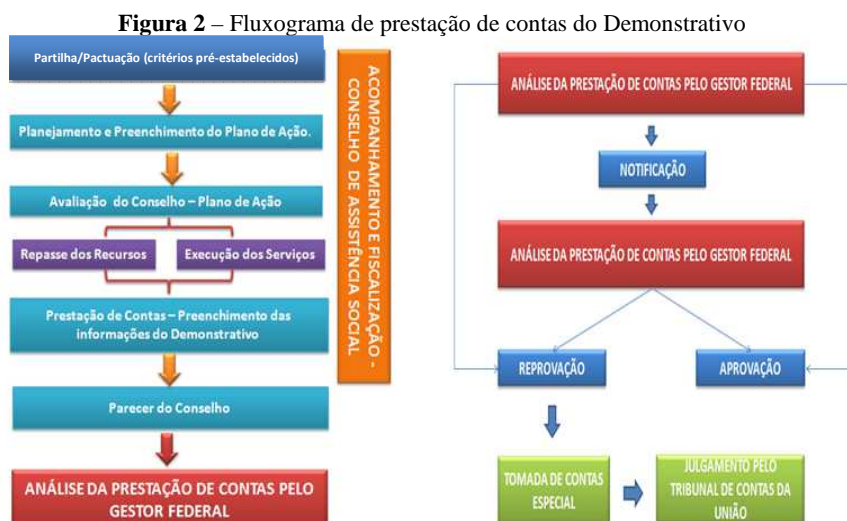 Figura 2 – Fluxograma de prestação de contas do Demonstrativo
Partilha/Pactuação (critérios pré-estabelecidos)
Planejamento e Preenchimento do Plano de Ação.
Avaliação do Conselho – Plano de Ação
Repasse dos Recursos
Execução dos Serviços
Prestação de Contas – Preenchimento das
informações do Demonstrativo
Parecer do Conselho
ANÁLISE DA PRESTAÇÃO DE CONTAS PELO
GESTOR FEDERAL
ACOMPANHAMENTO E FISCALIZAÇÃO -
CONSELHO DE ASSISTÊNCIA SOCIAL
ANÁLISE DA PRESTAÇÃO DE CONTAS PELO GESTOR FEDERAL
NOTIFICAÇÃO
ANÁLISE DA PRESTAÇÃO DE CONTAS PELO GESTOR FEDERAL
REPROVAÇÃO
APROVAÇÃO
TOMADA DE CONTAS
ESPECIAL
JULGAMENTO PELO
TRIBUNAL DE CONTAS DA
UNIÃO